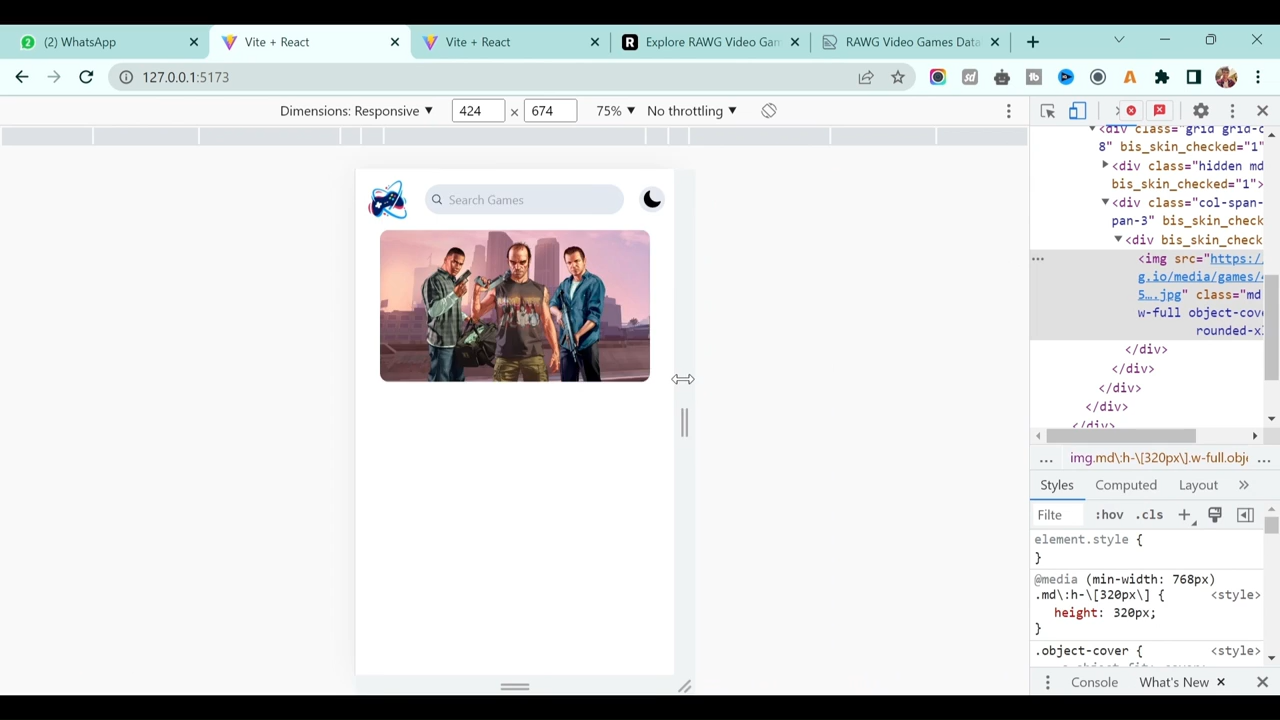 2 (2) WhatsApp
Vite + React
Vite + React
R Explore RAWG Video Gam
RAWG Video Games Data
127.0.0.1:5173
sd
tb
Dimensions: Responsive 424 × 674 75% No throttling
Search Games
<div class="grid grid-c
8" bis_skin_checked="1"
<div class="hidden md
bis_skin_checked="1">
<div class="col-span-
pan-3" bis_skin_check
<div bis_skin_check
<img src="https:/
g.io/media/games/
5….jpg" class="md
w-full object-cove
rounded-x
</div>
</div>
</div>
</div>
</div>
... img.md\:h-\[320px\].w-full.obje ...
Styles Computed Layout
Filte :hov .cls
element.style {
}
@media (min-width: 768px)
.md\:h-\[320px\] { <style>
height: 320px;
}
.object-cover { <style>
Console What's New